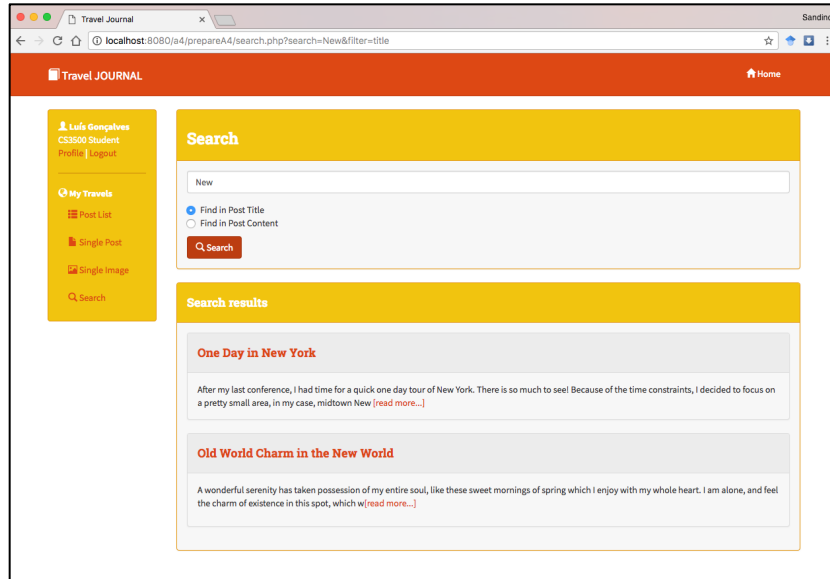 Travel Journal
Sandino
localhost:8080/a4/prepareA4/search.php?search=New&filter=title
Travel JOURNAL
Home
Luís Gonçalves
CS3500 Student
Profile | Logout
My Travels
Post List
Single Post
Single Image
Search
Search
New
Find in Post Title
Find in Post Content
Search
Search results
One Day in New York
After my last conference, I had time for a quick one day tour of New York. There is so much to see! Because of the time constraints, I decided to focus on
a pretty small area, in my case, midtown New [read more...]
Old World Charm in the New World
A wonderful serenity has taken possession of my entire soul, like these sweet mornings of spring which I enjoy with my whole heart. I am alone, and feel
the charm of existence in this spot, which w[read more...]